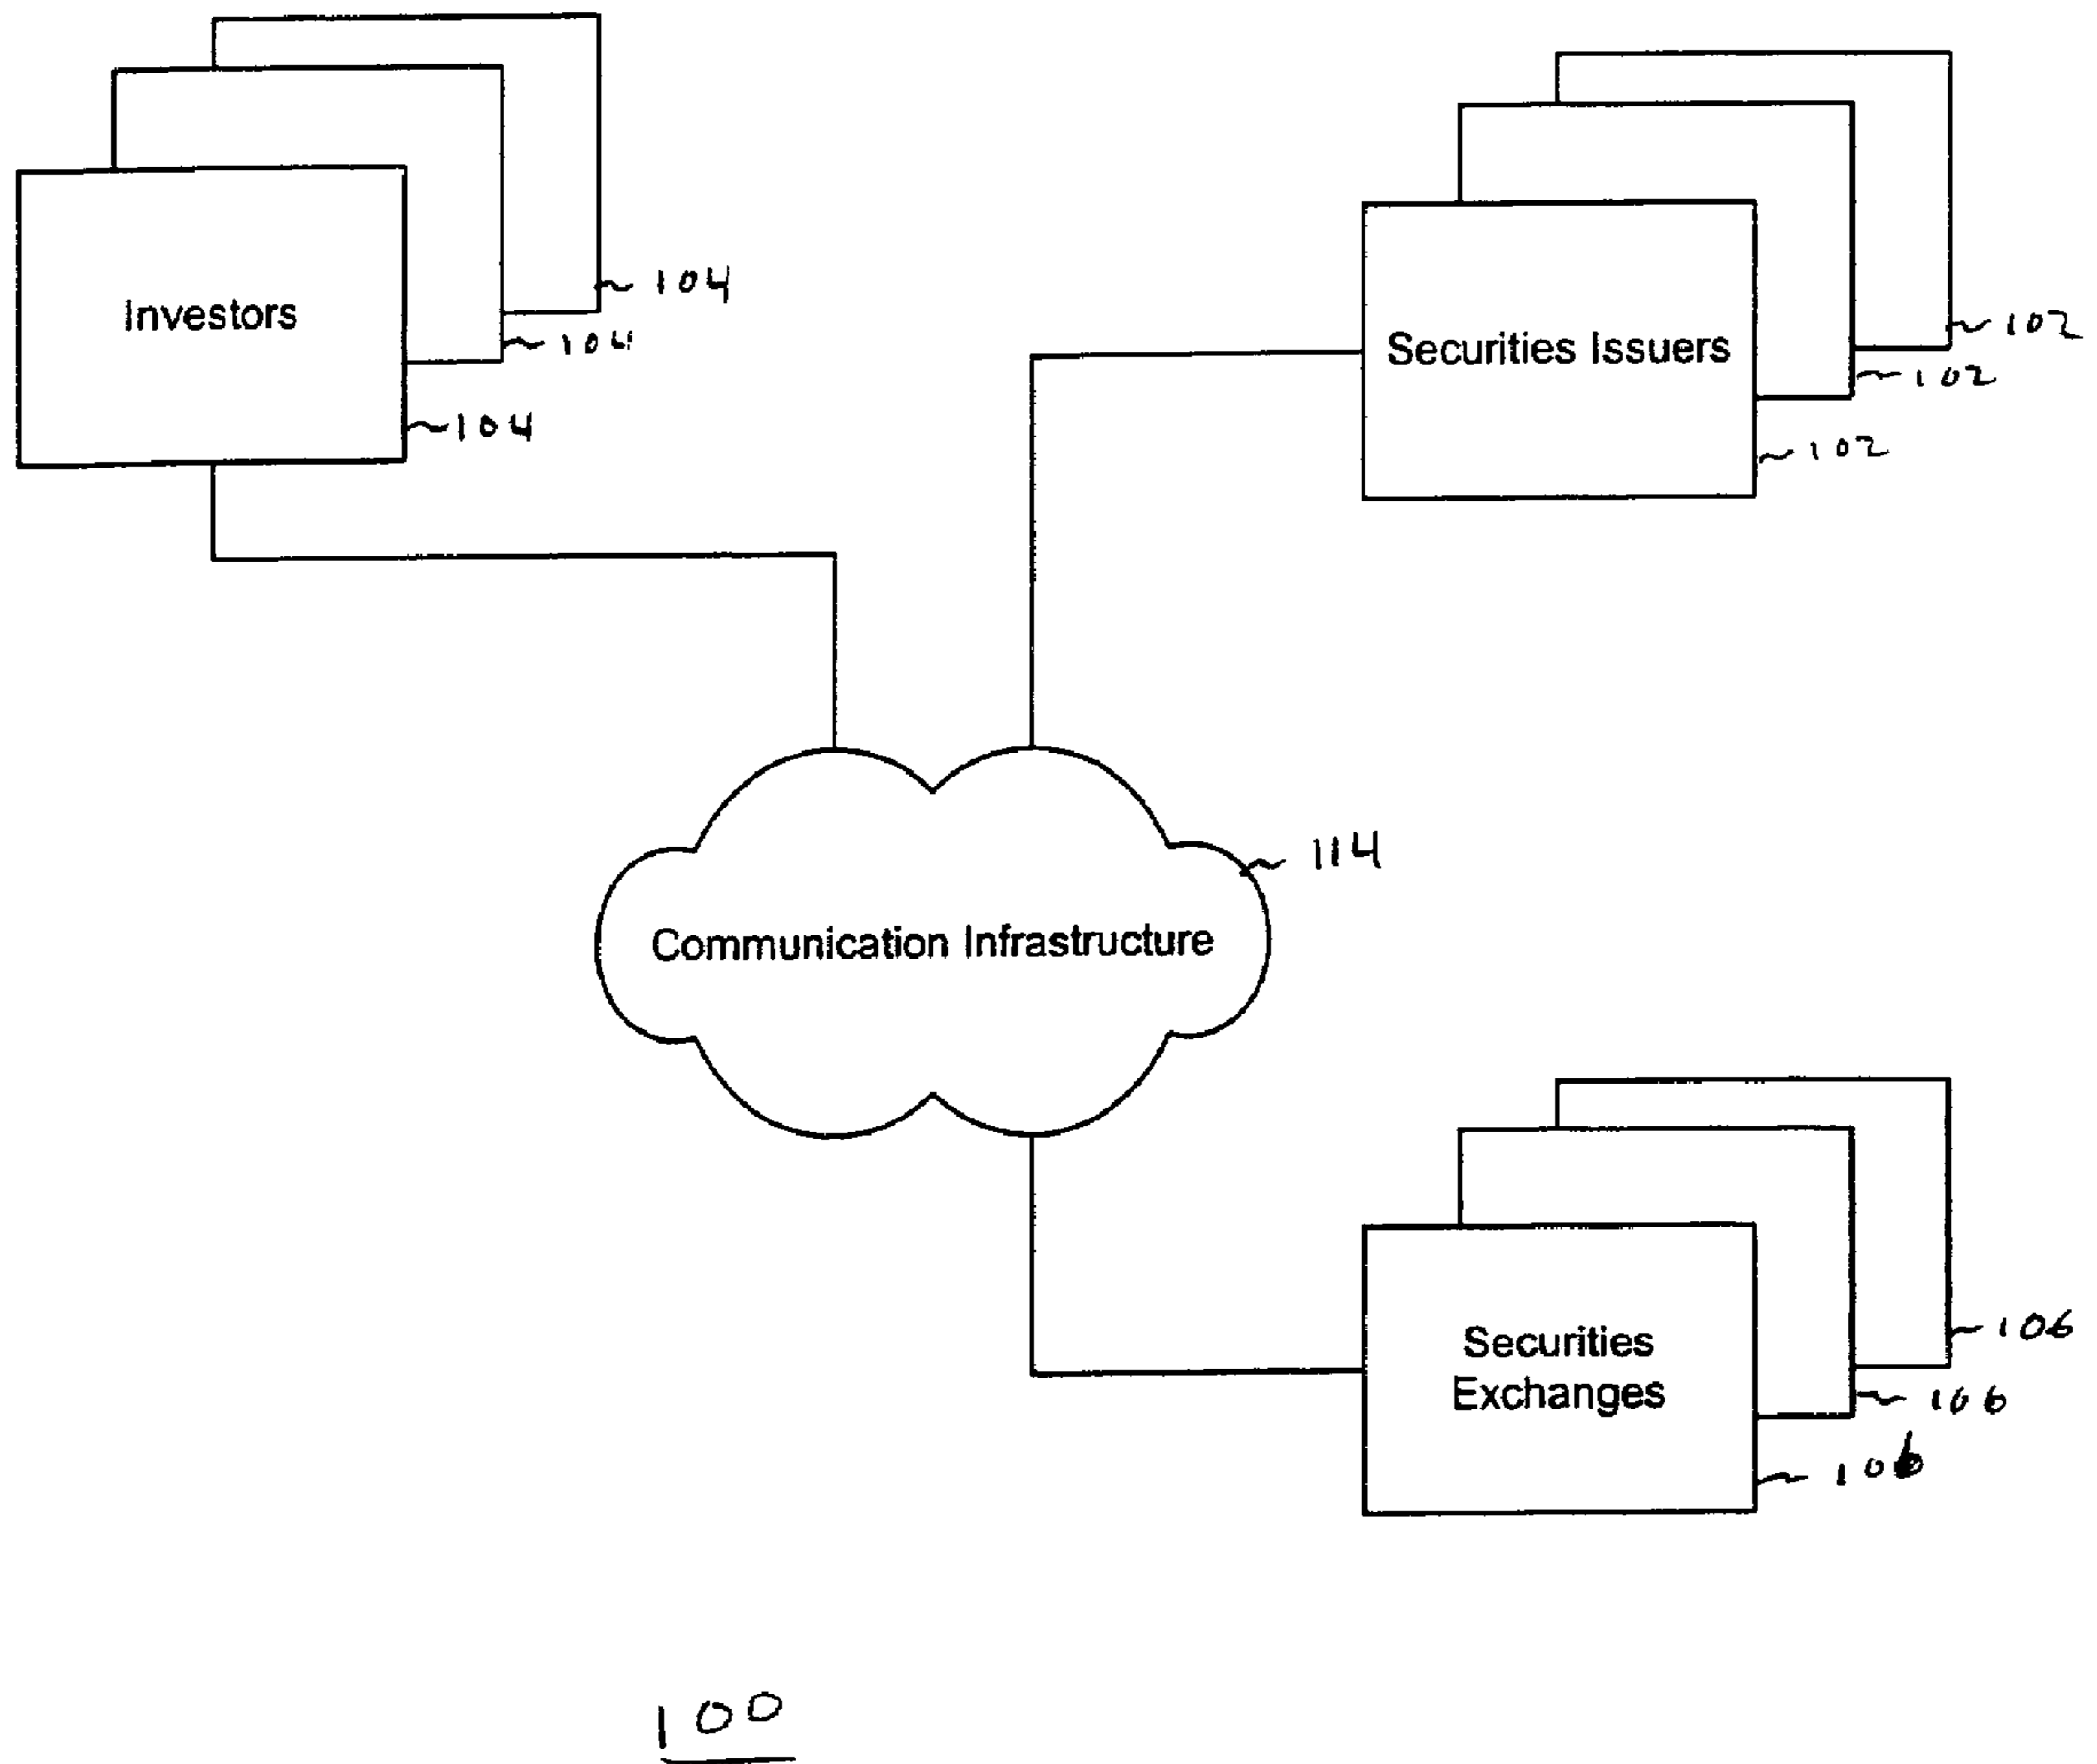 104
Investors
104
104
102
Securities Issuers
102
102
114
Communication Infrastructure
106
Securities
Exchanges
106
106
100